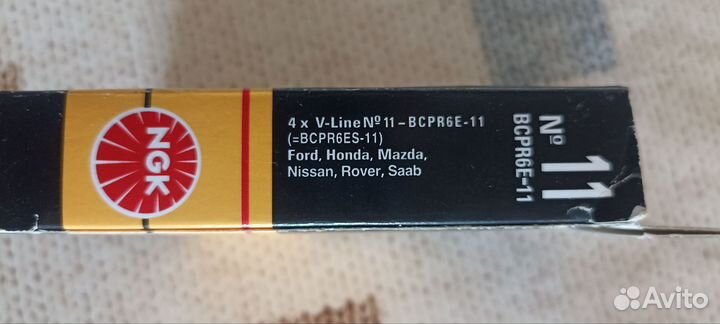 NGK
4 x V-Line Nº 11 - BCPR6E-11
(=BCPR6ES-11)
Ford, Honda, Mazda,
Nissan, Rover, Saab
Nº 11
BCPR6E-11
Avito